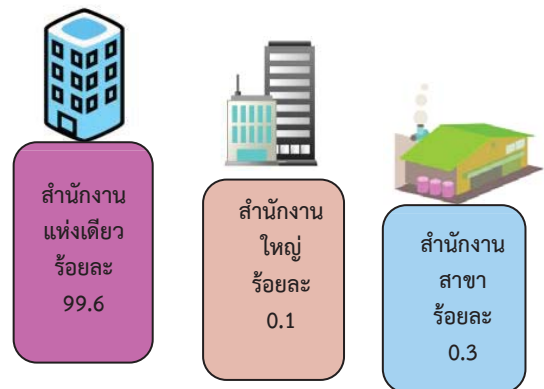 สำนักงาน
แห่งเดียว
ร้อยละ
99.6
สำนักงาน
ใหญ่
ร้อยละ
0.1
สำนักงาน
สาขา
ร้อยละ
0.3